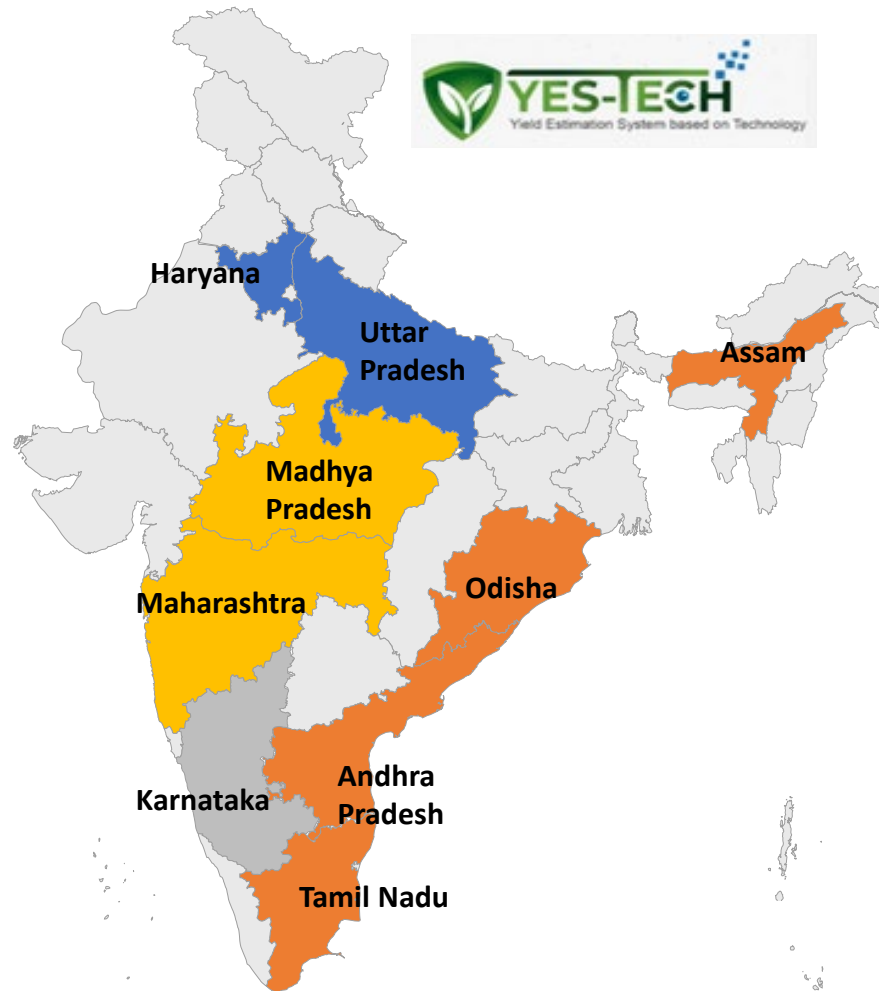 YES-TECH
Yield Estimation System based on Technology
Haryana
Uttar
Pradesh
Assam
Madhya
Pradesh
Odisha
Maharashtra
Andhra
Pradesh
Karnataka
Tamil Nadu